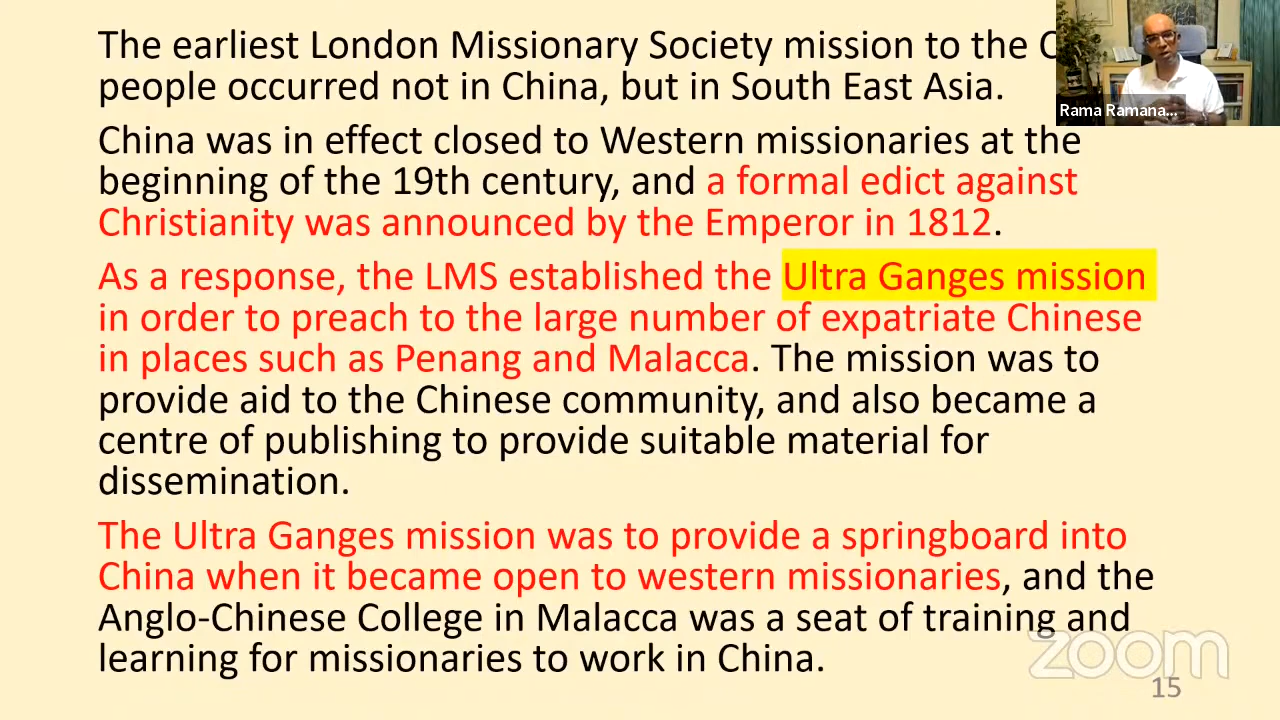 The earliest London Missionary Society mission to the
people occurred not in China, but in South East Asia.
China was in effect closed to Western missionaries at the
beginning of the 19th century, and a formal edict against
Christianity was announced by the Emperor in 1812.
As a response, the LMS established the Ultra Ganges mission
in order to preach to the large number of expatriate Chinese
in places such as Penang and Malacca. The mission was to
provide aid to the Chinese community, and also became a
centre of publishing to provide suitable material for
dissemination.
The Ultra Ganges mission was to provide a springboard into
China when it became open to western missionaries, and the
Anglo-Chinese College in Malacca was a seat of training and
learning for missionaries to work in China.
Rama Ramana...
zoom
15